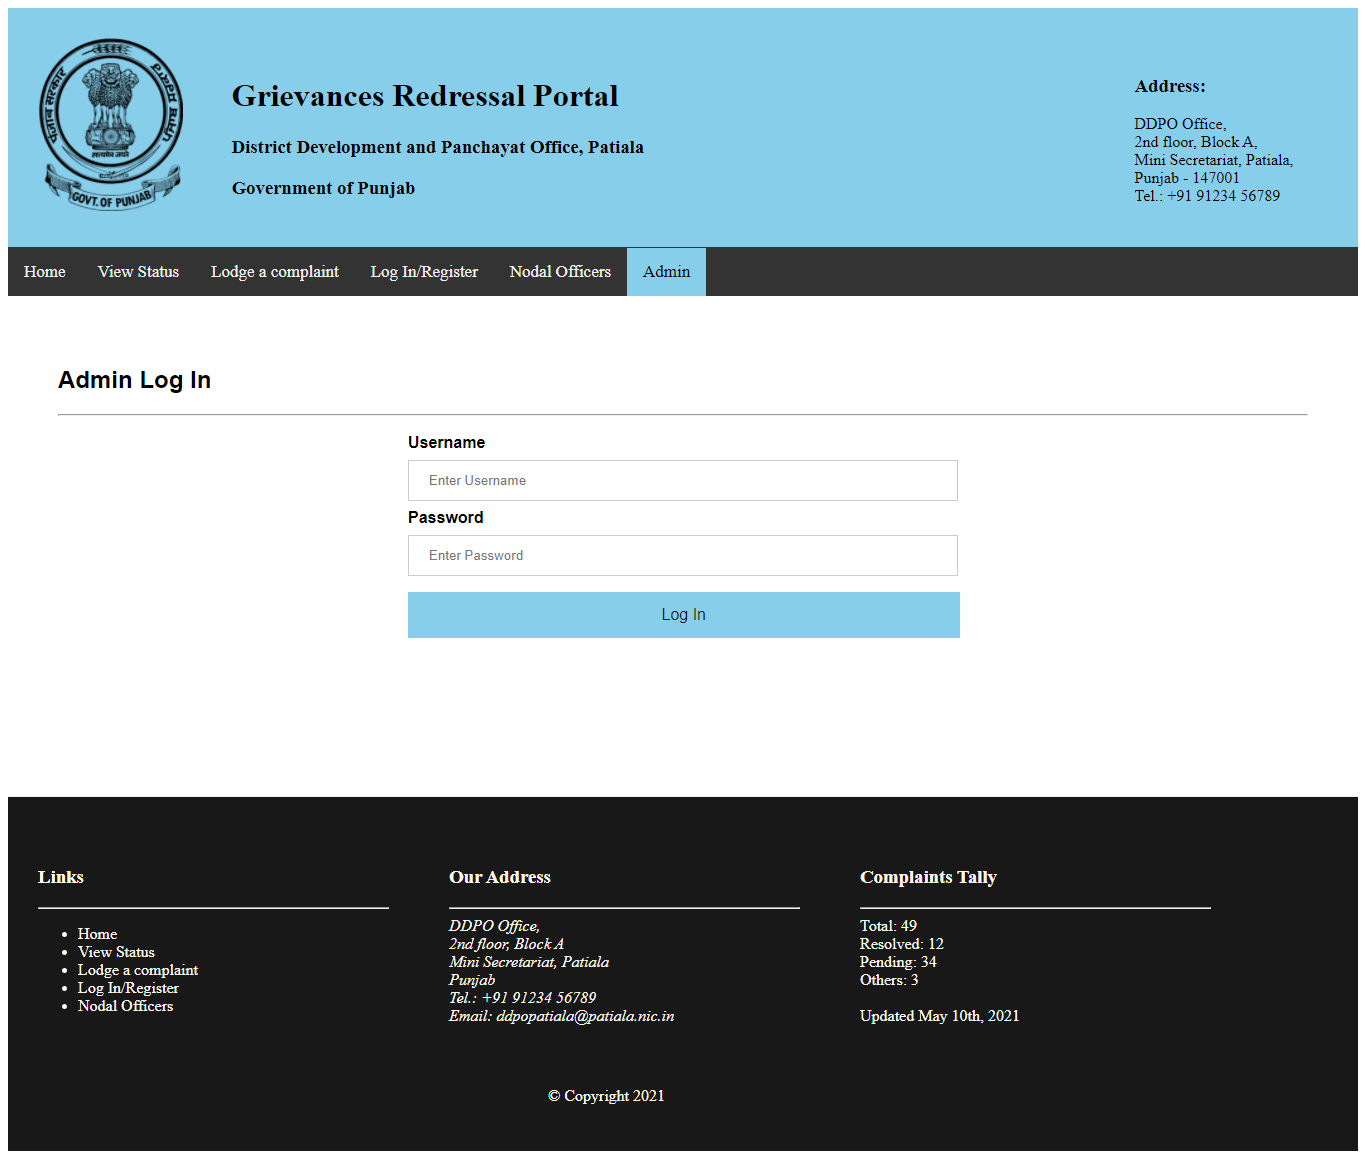 पंजाब सरकार
ਪੰਜਾਬ ਸਰਕਾਰ
सत्यमेव जयते
GOVT. OF PUNJAB
Grievances Redressal Portal
District Development and Panchayat Office, Patiala
Government of Punjab
Address:
DDPO Office,
2nd floor, Block A,
Mini Secretariat, Patiala,
Punjab - 147001
Tel.: +91 91234 56789
Home View Status Lodge a complaint Log In/Register Nodal Officers Admin
Admin Log In
Username
Enter Username
Password
Enter Password
Log In
Links
Home
View Status
Lodge a complaint
Log In/Register
Nodal Officers
Our Address
DDPO Office,
2nd floor, Block A
Mini Secretariat, Patiala
Punjab
Tel.: +91 91234 56789
Email: ddpopatiala@patiala.nic.in
Complaints Tally
Total: 49
Resolved: 12
Pending: 34
Others: 3
Updated May 10th, 2021
© Copyright 2021